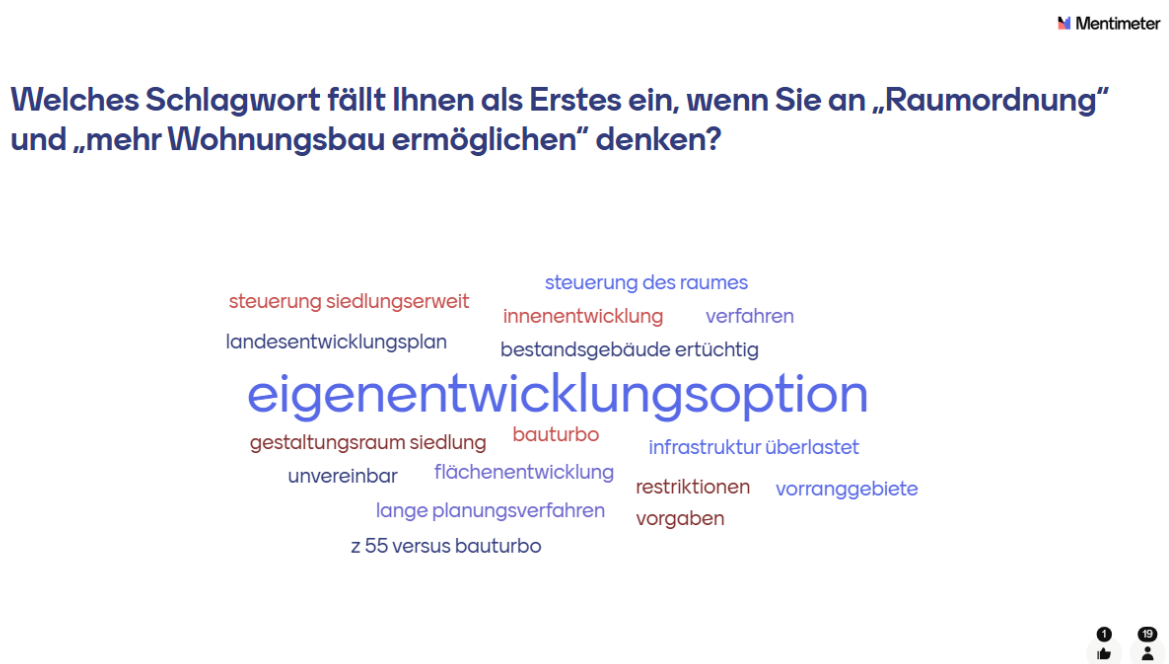 Mentimeter
Welches Schlagwort fällt Ihnen als Erstes ein, wenn Sie an „Raumordnung“
und „mehr Wohnungsbau ermöglichen“ denken?
steuerung des raumes
steuerung siedlungserweit
innenentwicklung
verfahren
landesentwicklungsplan
bestandsgebäude ertüchtig
eigenentwicklungsoption
gestaltungsraum siedlung
bauturbo
infrastruktur überlastet
unvereinbar
flächenentwicklung
restriktionen
vorranggebiete
lange planungsverfahren
vorgaben
z 55 versus bauturbo
1
19